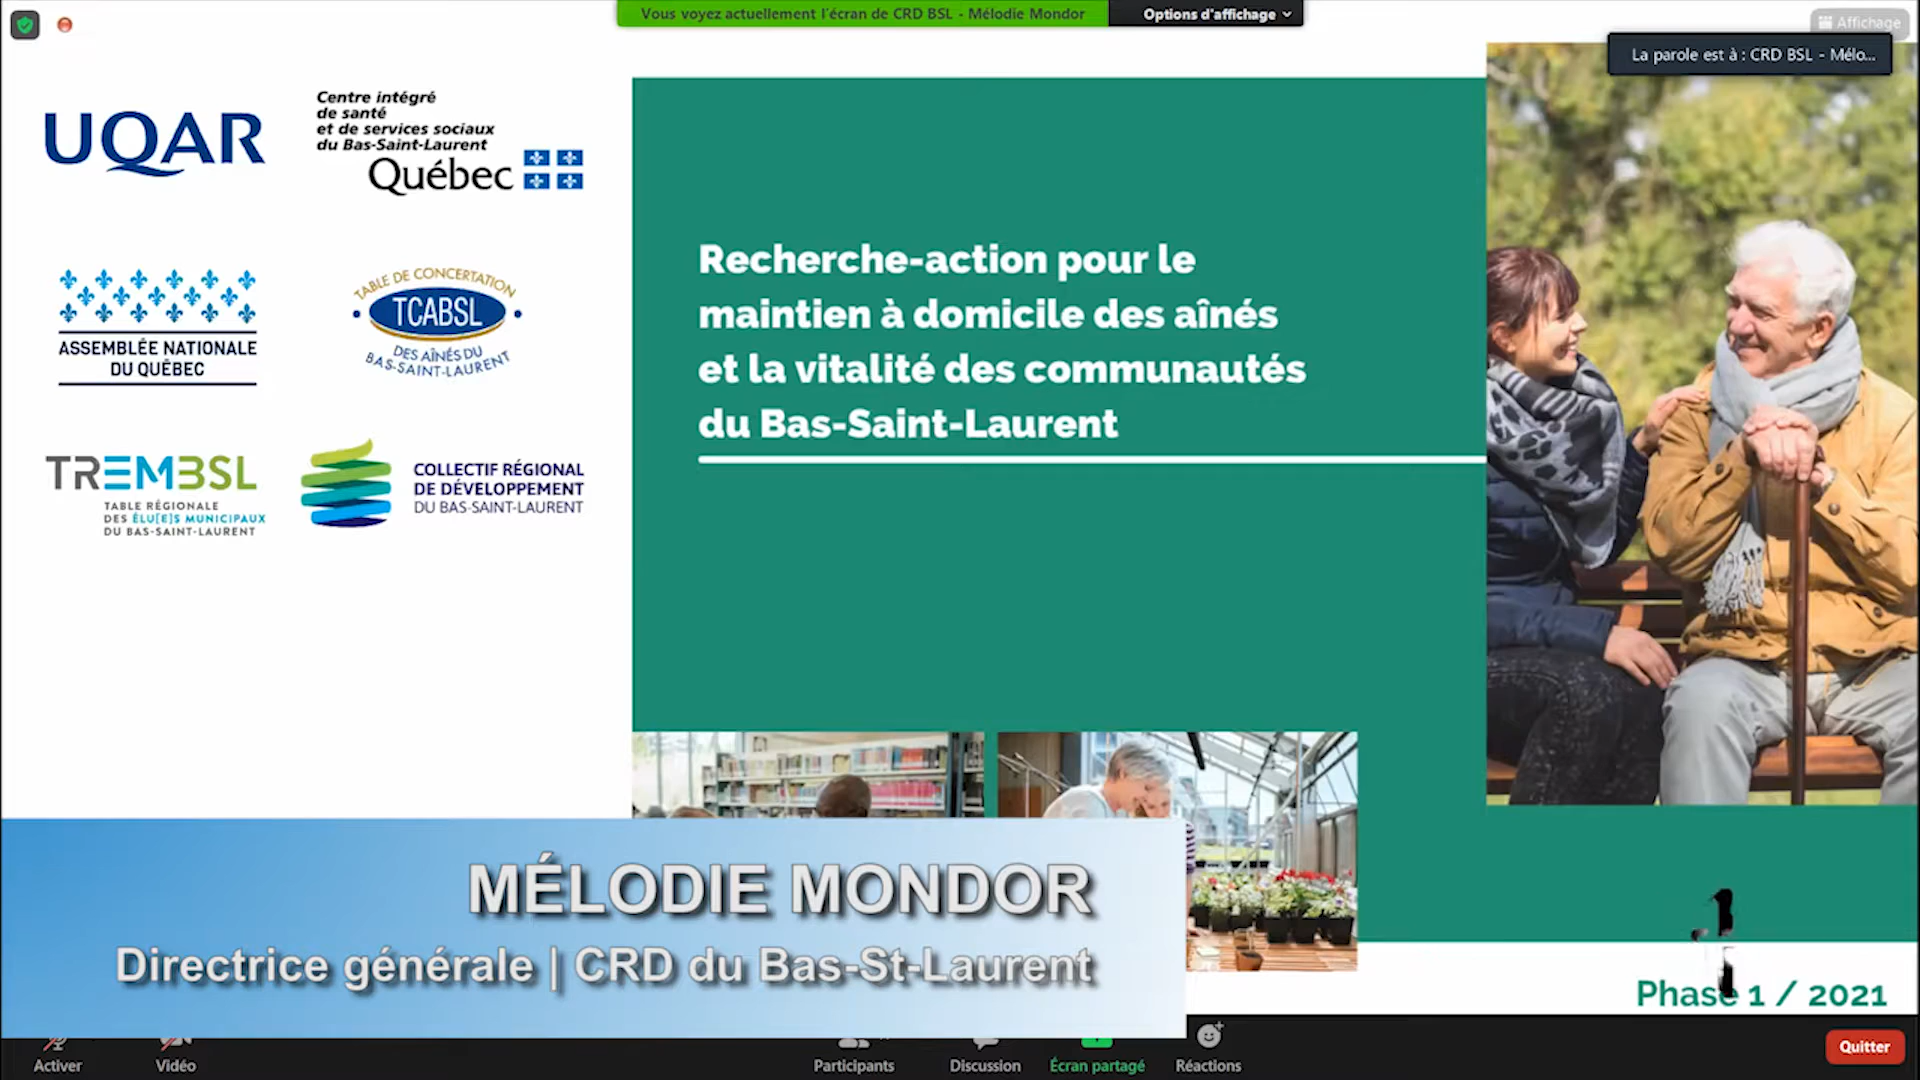 Vous voyez actuellement l'écran de CRD BSL - Mélodie Mondor
Options d'affichage
Affichage
La parole est à : CRD BSL - Mélo...
UQAR
Centre intégré
de santé
et de services sociaux
du Bas-Saint-Laurent
Québec
ASSEMBLÉE NATIONALE
DU QUÉBEC
TABLE DE CONCERTATION
TCABSL
DES AÎNÉS DU
BAS-SAINT-LAURENT
TREMBSL
TABLE RÉGIONALE
DES ÉLU[E]S MUNICIPAUX
DU BAS-SAINT-LAURENT
COLLECTIF RÉGIONAL
DE DÉVELOPPEMENT
DU BAS-SAINT-LAURENT
Recherche-action pour le
maintien à domicile des aînés
et la vitalité des communautés
du Bas-Saint-Laurent
MÉLODIE MONDOR
Directrice générale | CRD du Bas-St-Laurent
Phase 1 / 2021
Activer
Vidéo
Participants
Discussion
Écran partagé
Réactions
Quitter